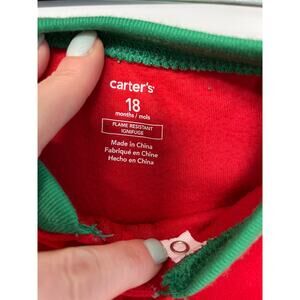 carter's
18
months / mois
FLAME RESISTANT
IGNIFUGE
Made in China
Fabriqué en Chine
Hecho en China